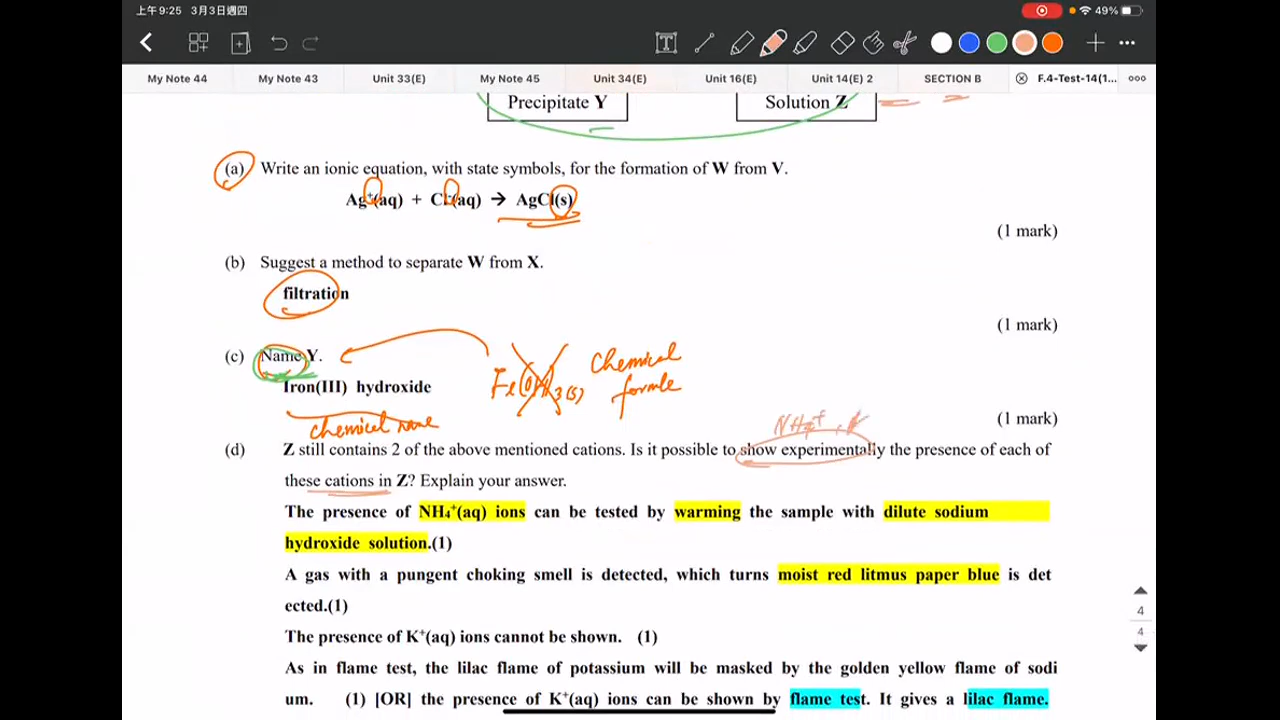 上午9:25 3月3日週四
49%
My Note 44 My Note 43 Unit 33(E) My Note 45 Unit 34(E) Unit 16(E) Unit 14(E) 2 SECTION B F.4-Test-14(1...
Precipitate Y Solution Z
(a) Write an ionic equation, with state symbols, for the formation of W from V.
Ag⁺(aq) + Cl⁻(aq) → AgCl(s)
(1 mark)
(b) Suggest a method to separate W from X.
filtration
(1 mark)
(c) Name Y.
Fe(OH)3(s) Chemical
formula
Iron(III) hydroxide
chemical name
(1 mark)
NH4+,
(d) Z still contains 2 of the above mentioned cations. Is it possible to show experimentally the presence of each of
these cations in Z? Explain your answer.
The presence of NH₄⁺(aq) ions can be tested by warming the sample with dilute sodium
hydroxide solution.(1)
A gas with a pungent choking smell is detected, which turns moist red litmus paper blue is det
ected.(1)
4
The presence of K⁺(aq) ions cannot be shown. (1)
4
As in flame test, the lilac flame of potassium will be masked by the golden yellow flame of sodi
um. (1) [OR] the presence of K⁺(aq) ions can be shown by flame test. It gives a lilac flame.